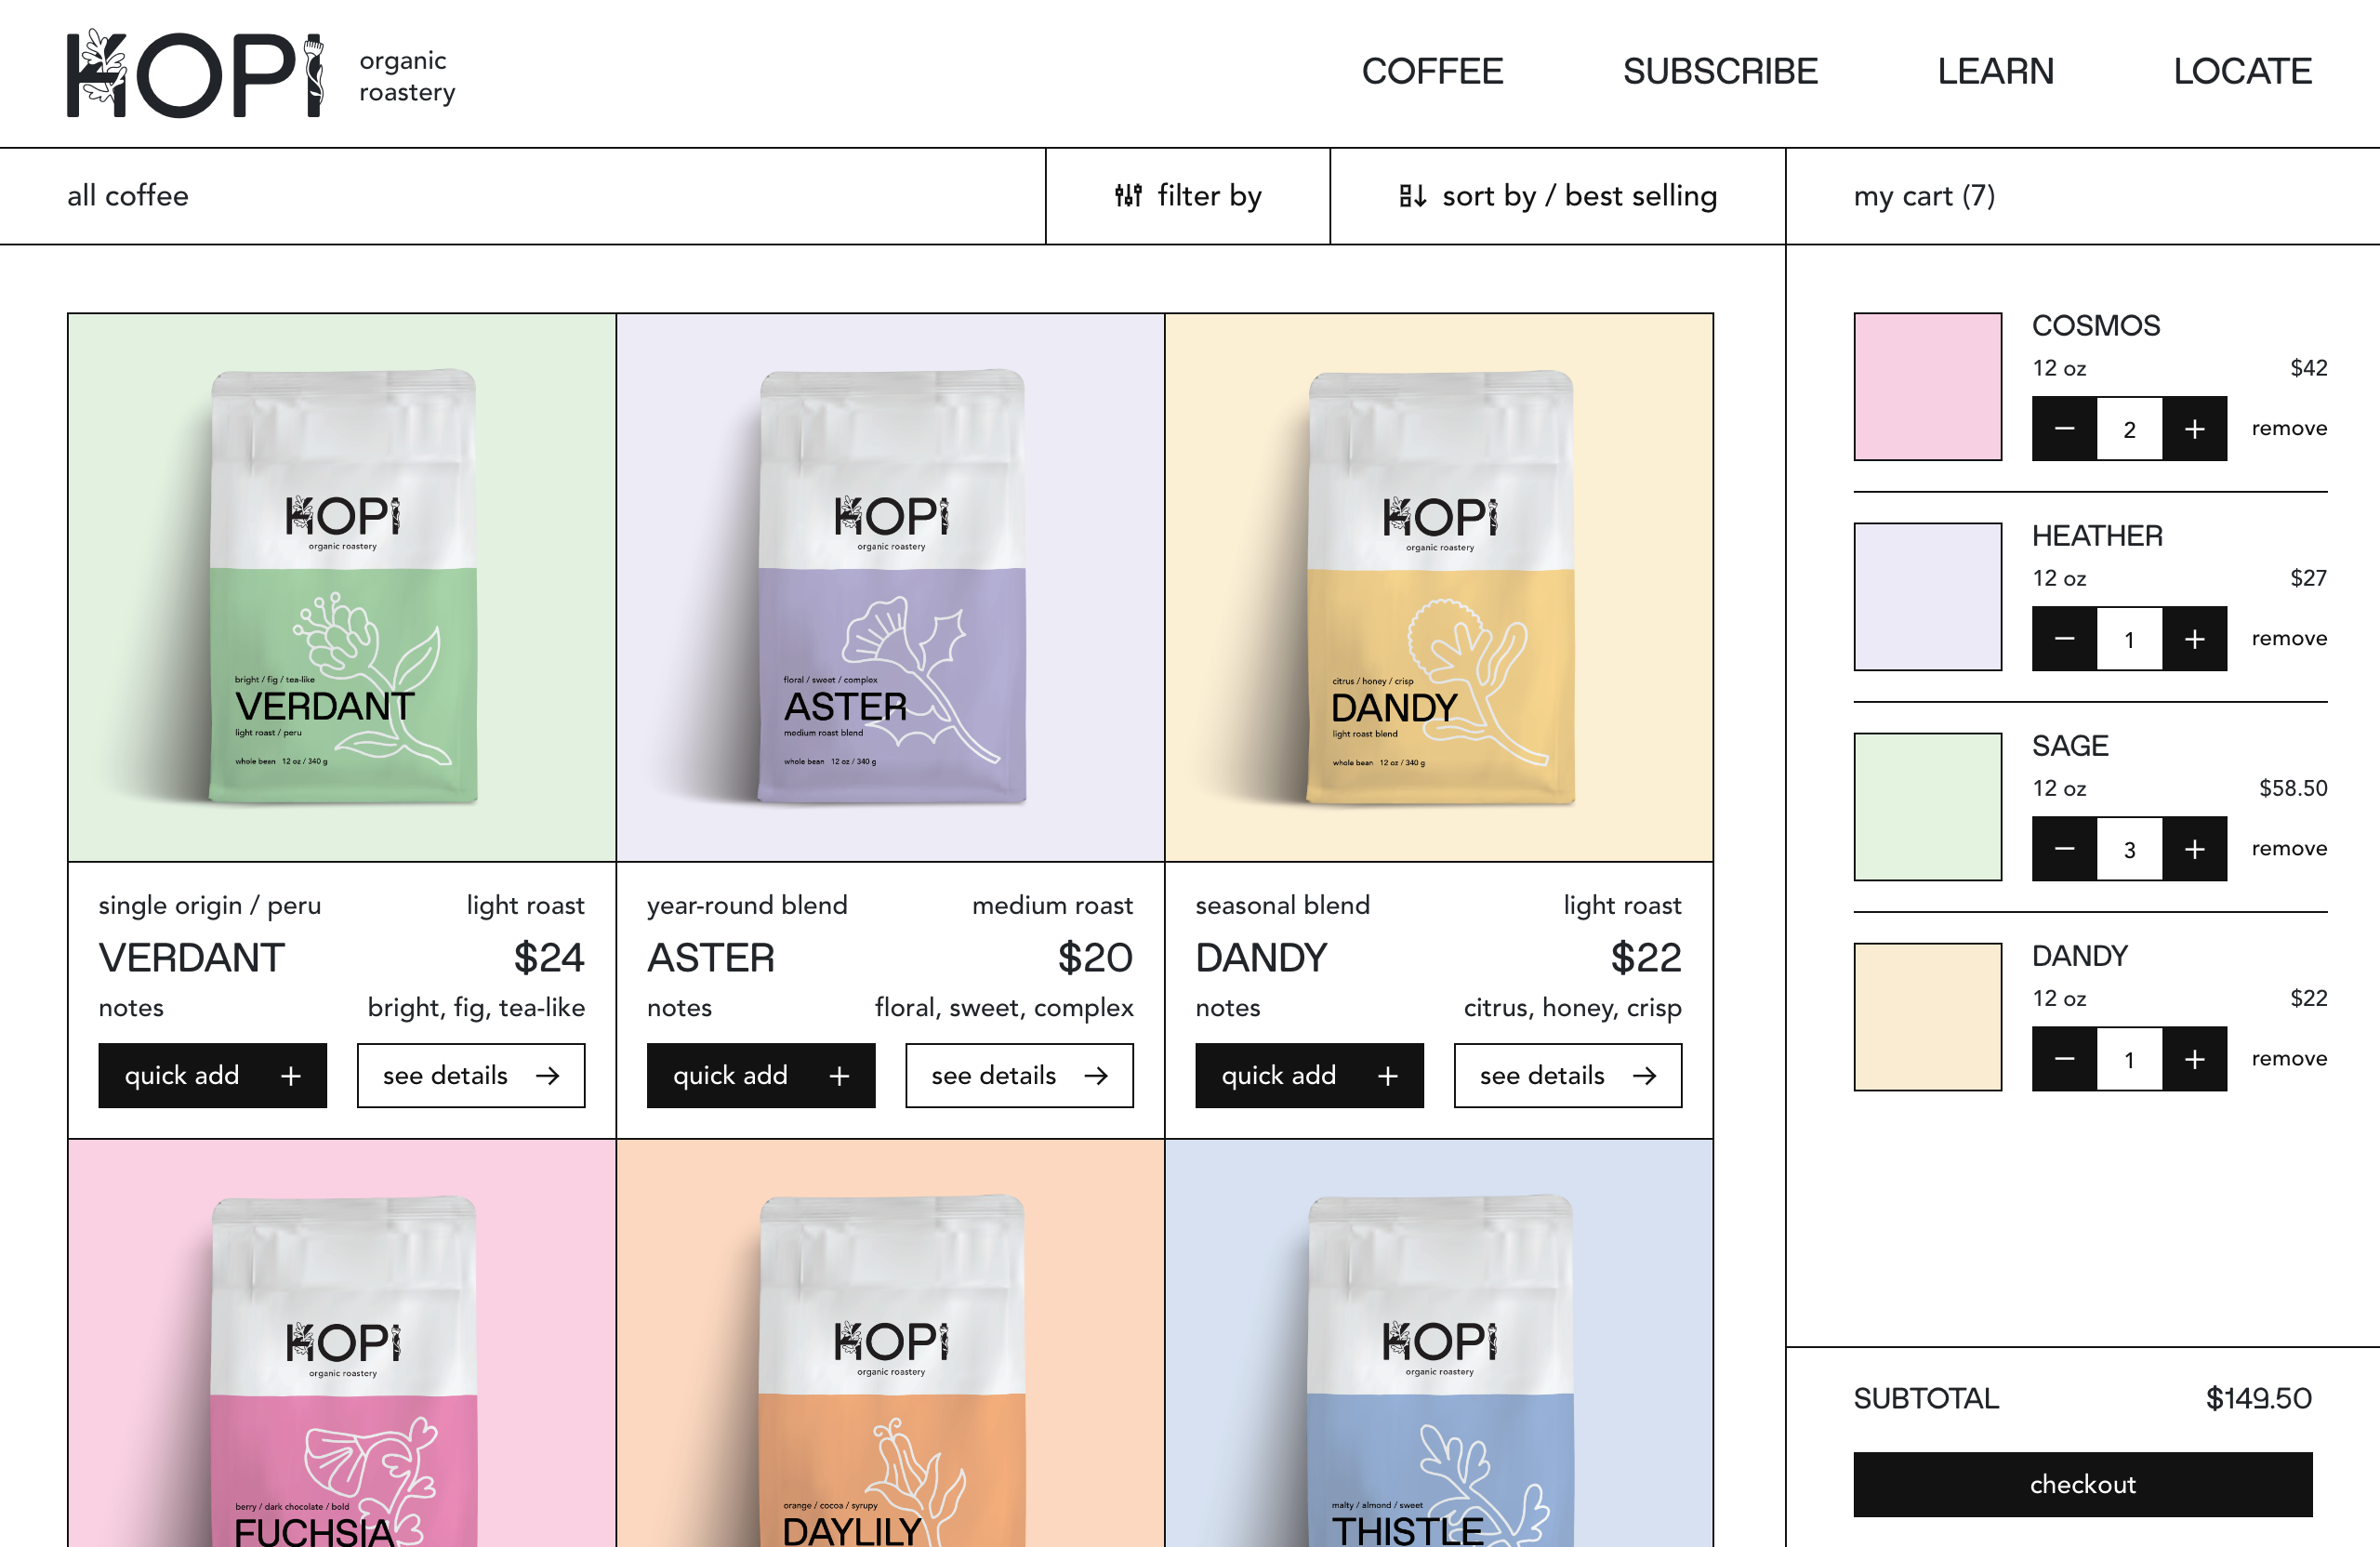 KOPI
organic
roastery
COFFEE SUBSCRIBE LEARN LOCATE
all coffee
filter by
sort by / best selling
my cart (7)
KOPI
organic roastery
bright / fig / tea-like
VERDANT
light roast / peru
whole bean 12 oz / 340 g
KOPI
organic roastery
floral / sweet / complex
ASTER
medium roast blend
whole bean 12 oz / 340 g
KOPI
organic roastery
citrus / honey / crisp
DANDY
light roast blend
whole bean 12 oz / 340 g
single origin / peru light roast
VERDANT $24
notes bright, fig, tea-like
quick add + see details →
year-round blend medium roast
ASTER $20
notes floral, sweet, complex
quick add + see details →
seasonal blend light roast
DANDY $22
notes citrus, honey, crisp
quick add + see details →
KOPI
organic roastery
berry / dark chocolate / bold
FUCHSIA
KOPI
organic roastery
orange / cocoa / syrupy
DAYLILY
KOPI
organic roastery
malty / almond / sweet
THISTLE
COSMOS
12 oz $42
− 2 + remove
HEATHER
12 oz $27
− 1 + remove
SAGE
12 oz $58.50
− 3 + remove
DANDY
12 oz $22
− 1 + remove
SUBTOTAL $149.50
checkout